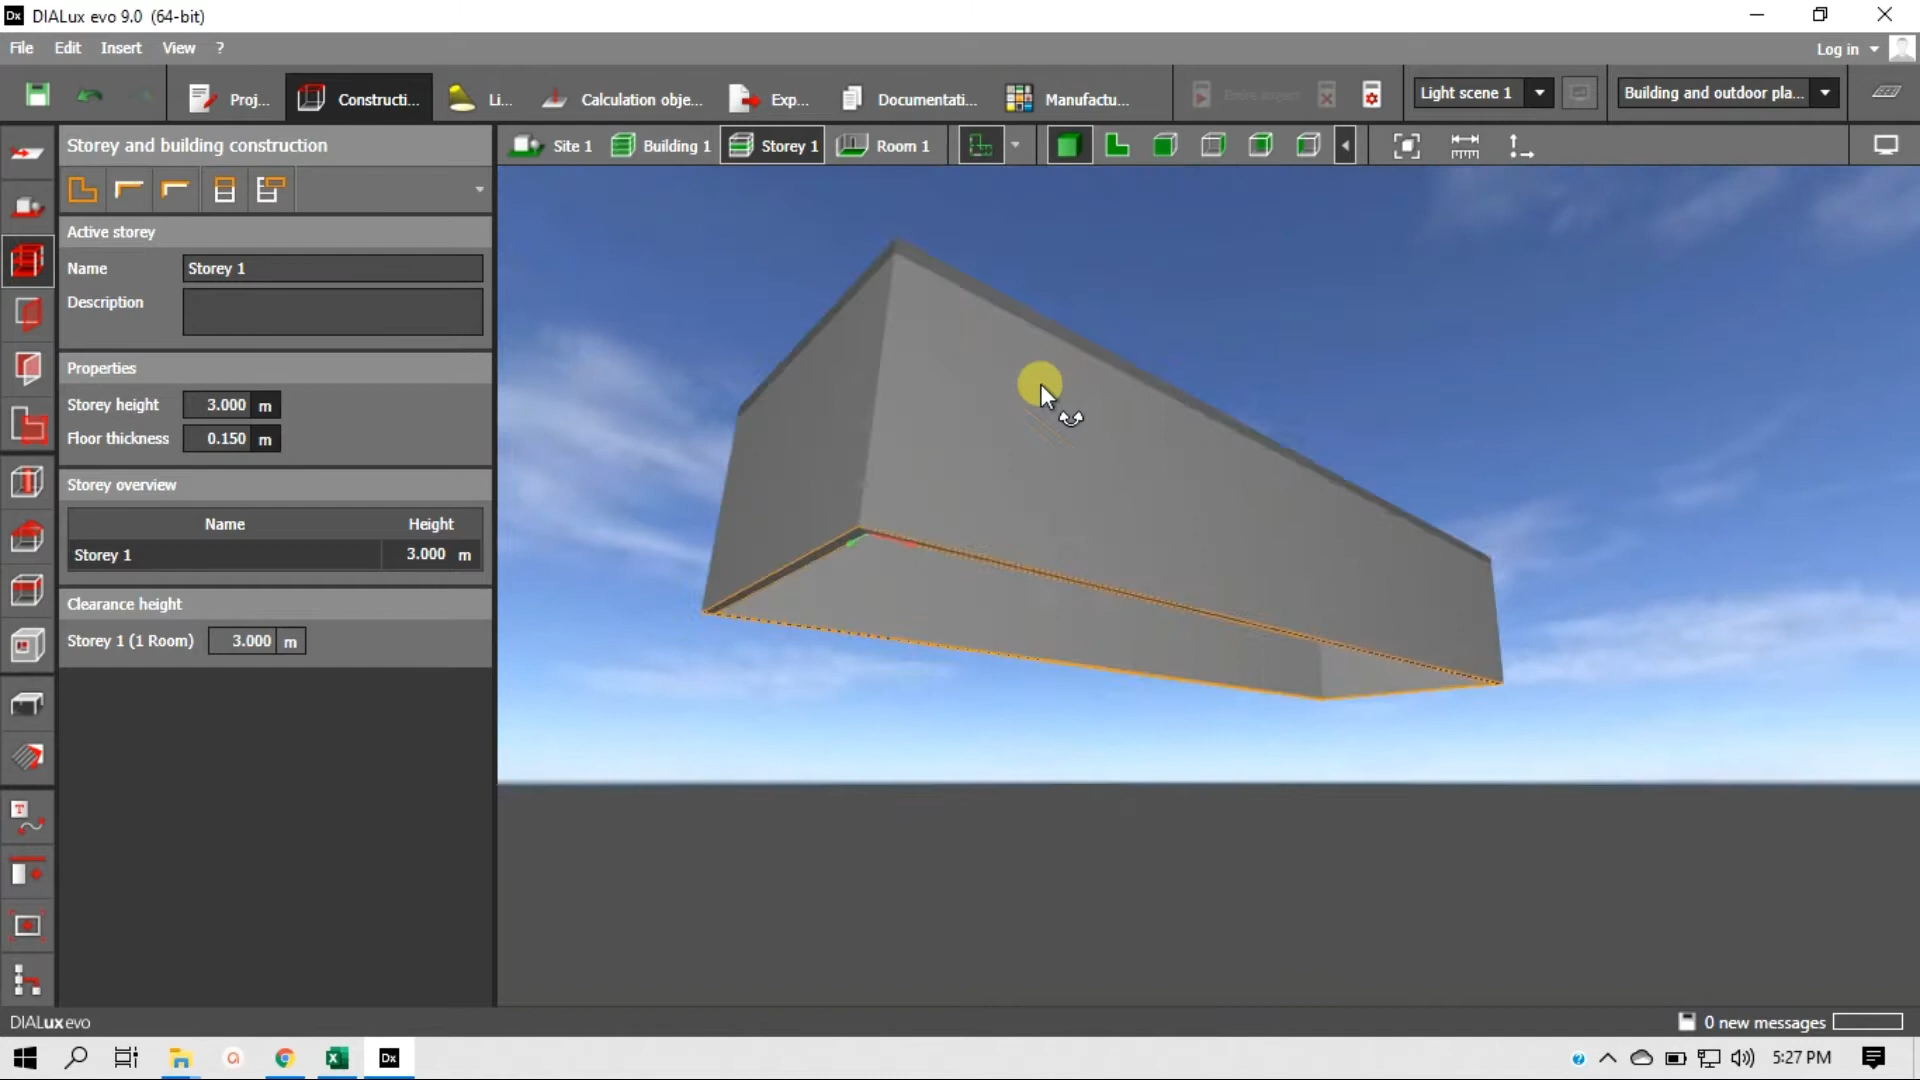 DIALux evo 9.0 (64-bit)
File Edit Insert View ?
Log in
Proj... Constructi... Li... Calculation obje... Exp... Documentati... Manufactu... Entire project Light scene 1 Building and outdoor pla...
Storey and building construction
Site 1 Building 1 Storey 1 Room 1
Active storey
Name Storey 1
Description
Properties
Storey height 3.000 m
Floor thickness 0.150 m
Storey overview
Name Height
Storey 1 3.000 m
Clearance height
Storey 1 (1 Room) 3.000 m
DIALux evo
0 new messages
5:27 PM